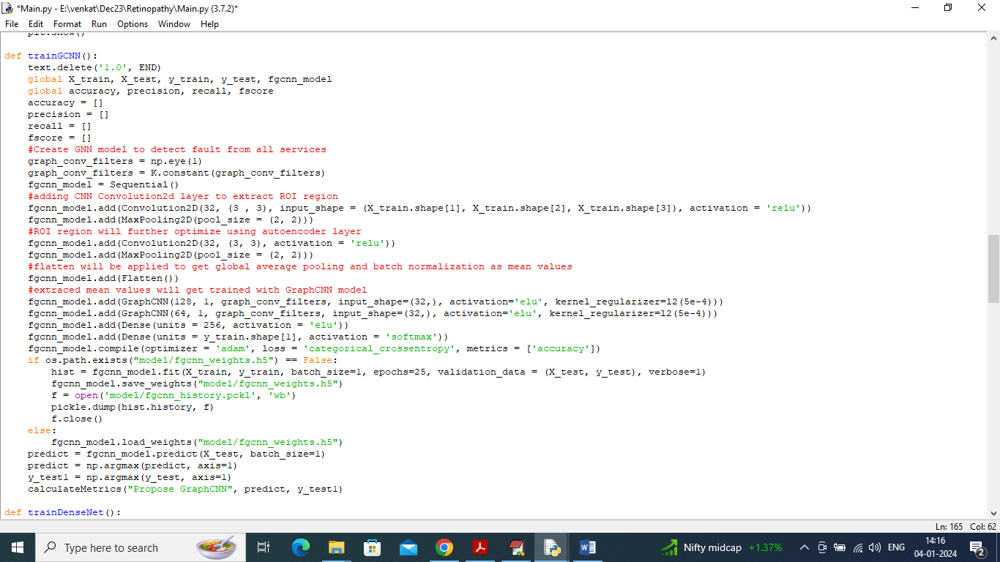 *Main.py - E:\venkat\Dec23\Retinopathy\Main.py (3.7.2)*
File Edit Format Run Options Window Help
plt.show()
def trainGCNN():
    text.delete('1.0', END)
    global X_train, X_test, y_train, y_test, fgcnn_model
    global accuracy, precision, recall, fscore
    accuracy = []
    precision = []
    recall = []
    fscore = []
    #Create GNN model to detect fault from all services
    graph_conv_filters = np.eye(1)
    graph_conv_filters = K.constant(graph_conv_filters)
    fgcnn_model = Sequential()
    #adding CNN Convolution2d layer to extract ROI region
    fgcnn_model.add(Convolution2D(32, (3 , 3), input_shape = (X_train.shape[1], X_train.shape[2], X_train.shape[3]), activation = 'relu'))
    fgcnn_model.add(MaxPooling2D(pool_size = (2, 2)))
    #ROI region will further optimize using autoencoder layer
    fgcnn_model.add(Convolution2D(32, (3, 3), activation = 'relu'))
    fgcnn_model.add(MaxPooling2D(pool_size = (2, 2)))
    #flatten will be applied to get global average pooling and batch normalization as mean values
    fgcnn_model.add(Flatten())
    #extraced mean values will get trained with GraphCNN model
    fgcnn_model.add(GraphCNN(128, 1, graph_conv_filters, input_shape=(32,), activation='elu', kernel_regularizer=l2(5e-4)))
    fgcnn_model.add(GraphCNN(64, 1, graph_conv_filters, input_shape=(32,), activation='elu', kernel_regularizer=l2(5e-4)))
    fgcnn_model.add(Dense(units = 256, activation = 'elu'))
    fgcnn_model.add(Dense(units = y_train.shape[1], activation = 'softmax'))
    fgcnn_model.compile(optimizer = 'adam', loss = 'categorical_crossentropy', metrics = ['accuracy'])
    if os.path.exists("model/fgcnn_weights.h5") == False:
        hist = fgcnn_model.fit(X_train, y_train, batch_size=1, epochs=25, validation_data = (X_test, y_test), verbose=1)
        fgcnn_model.save_weights("model/fgcnn_weights.h5")
        f = open('model/fgcnn_history.pckl', 'wb')
        pickle.dump(hist.history, f)
        f.close()
    else:
        fgcnn_model.load_weights("model/fgcnn_weights.h5")
    predict = fgcnn_model.predict(X_test, batch_size=1)
    predict = np.argmax(predict, axis=1)
    y_test1 = np.argmax(y_test, axis=1)
    calculateMetrics("Propose GraphCNN", predict, y_test1)
def trainDenseNet():
Ln: 165 Col: 62
Type here to search
Nifty midcap +1.37%
ENG
14:16
04-01-2024
2